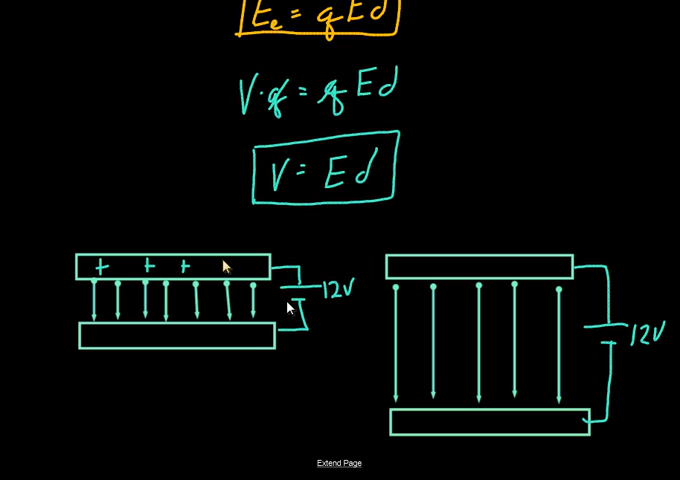 Eₑ = qEd
V·q = qEd
V = Ed
+ + +
12V
12V
Extend Page